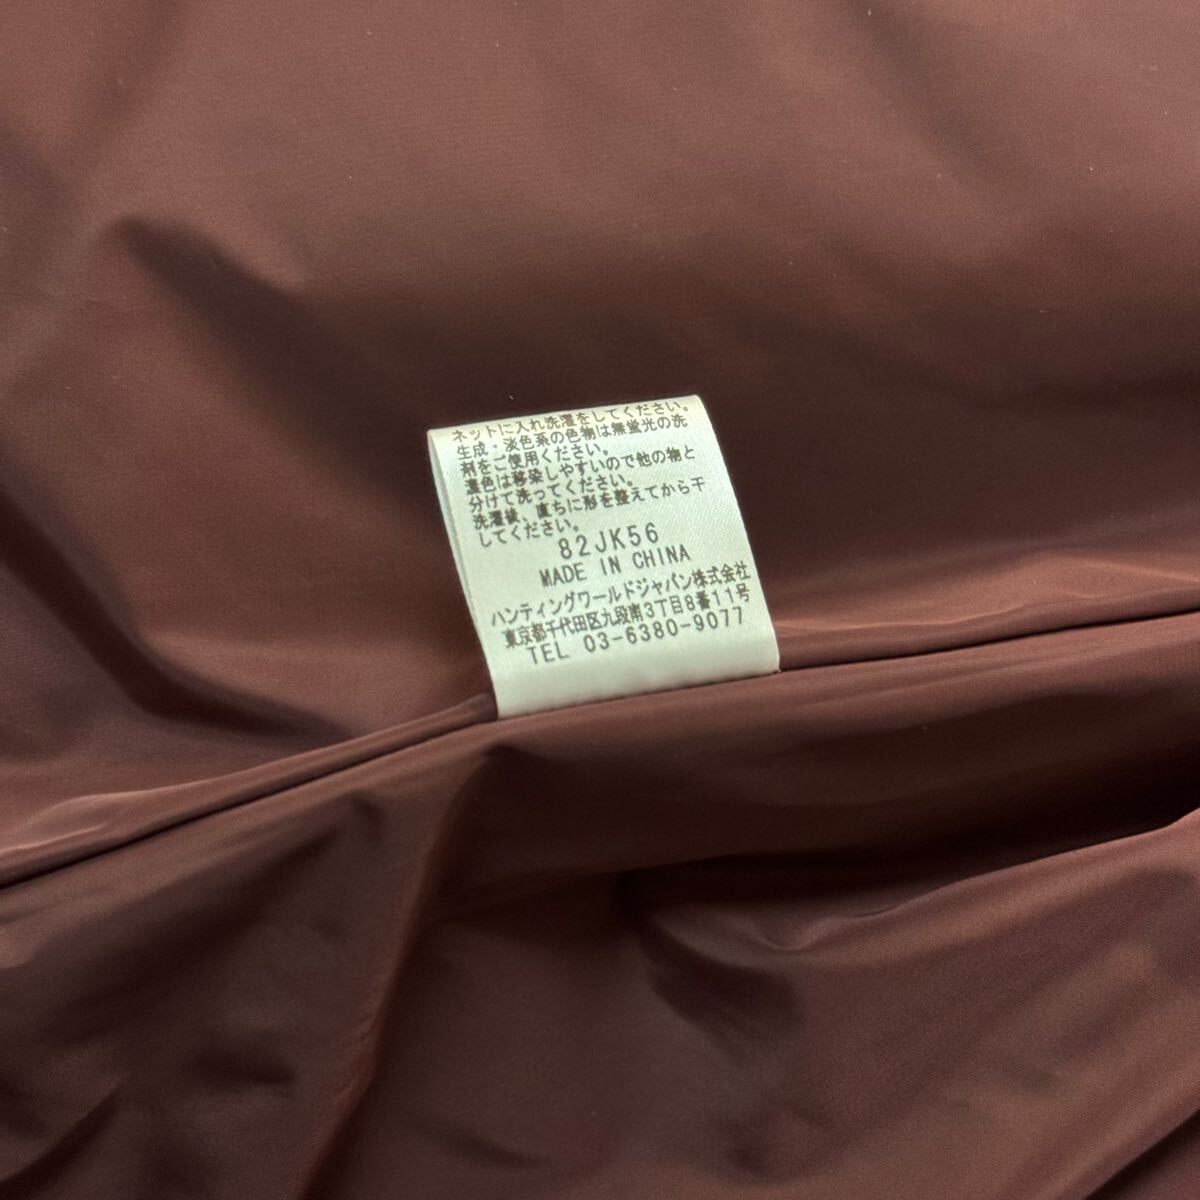 ネットに入れ洗濯をしてください。
生成・淡色系の色物は無蛍光の洗
剤をご使用ください。
濃色は移染しやすいので他の物と
分けて洗ってください。
洗濯後、直ちに形を整えてから干
してください。
82JK56
MADE IN CHINA
ハンティングワールドジャパン株式会社
東京都千代田区九段南3丁目8番11号
TEL 03-6380-9077